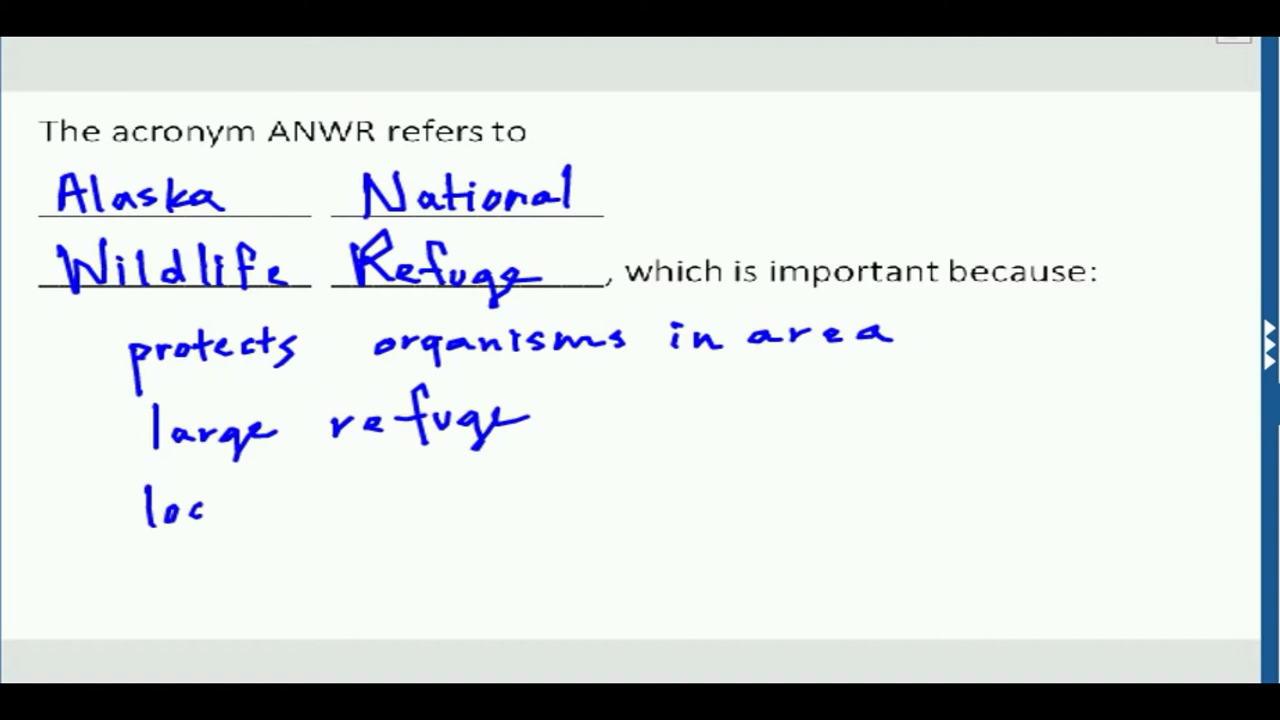 The acronym ANWR refers to
Alaska National
Wildlife Refuge, which is important because:
protects organisms in area
large refuge
loc